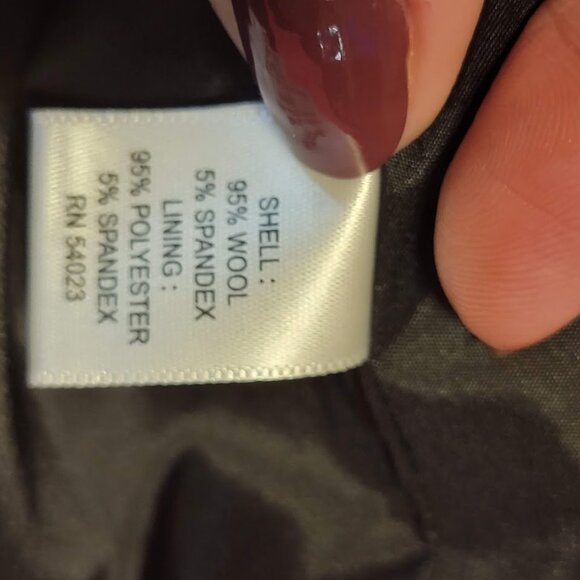 SHELL :
95% WOOL
5% SPANDEX
LINING :
95% POLYESTER
5% SPANDEX
RN 54023